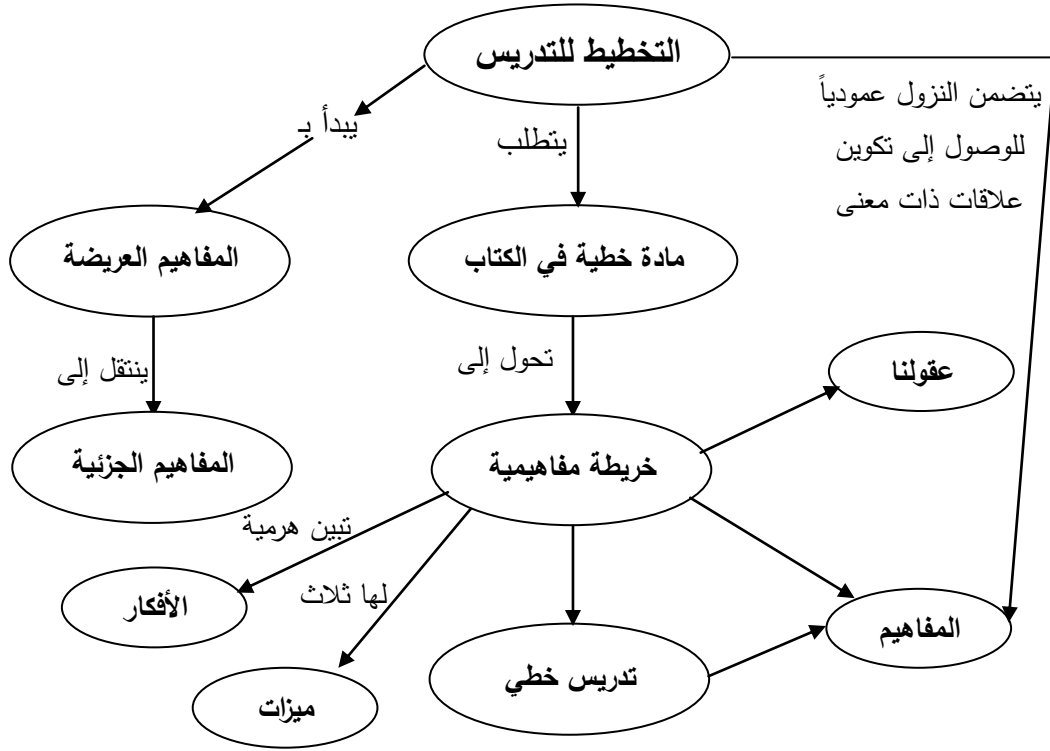 التخطيط للتدريس
يتضمن النزول عمودياً
للوصول إلى تكوين
علاقات ذات معنى
يتطلب
يبدأ بـ
مادة خطية في الكتاب
المفاهيم العريضة
تحول إلى
ينتقل إلى
عقولنا
خريطة مفاهيمية
المفاهيم الجزئية
تبين هرمية
لها ثلاث
الأفكار
المفاهيم
تدريس خطي
ميزات